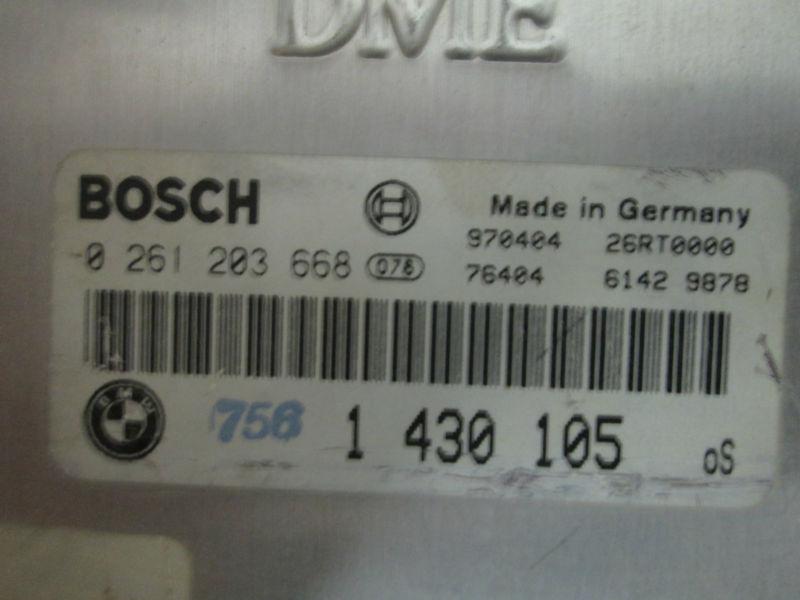 DME
BOSCH
Made in Germany
0 261 203 668 078
970404 26RT0000
76404 6142 9878
BMW
756 1 430 105 oS